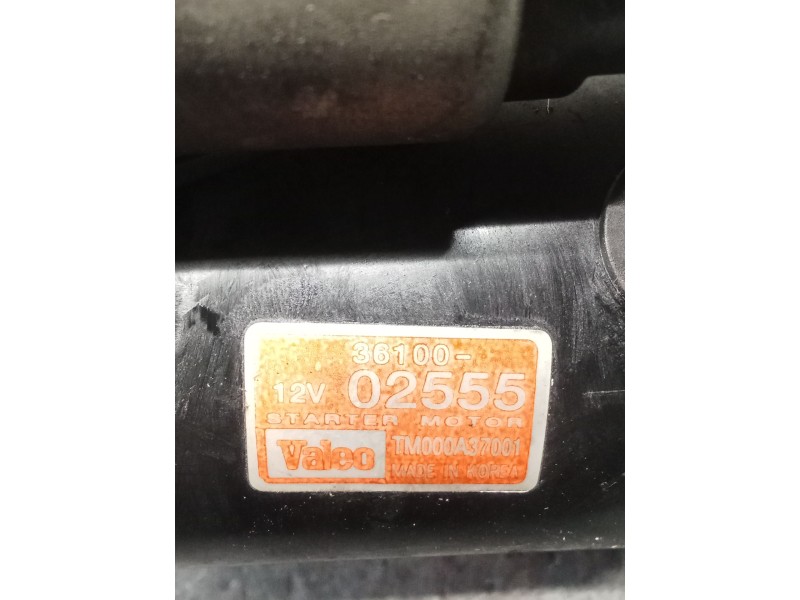 36100-
12V 02555
STARTER MOTOR
Valeo TM000A37001
MADE IN KOREA